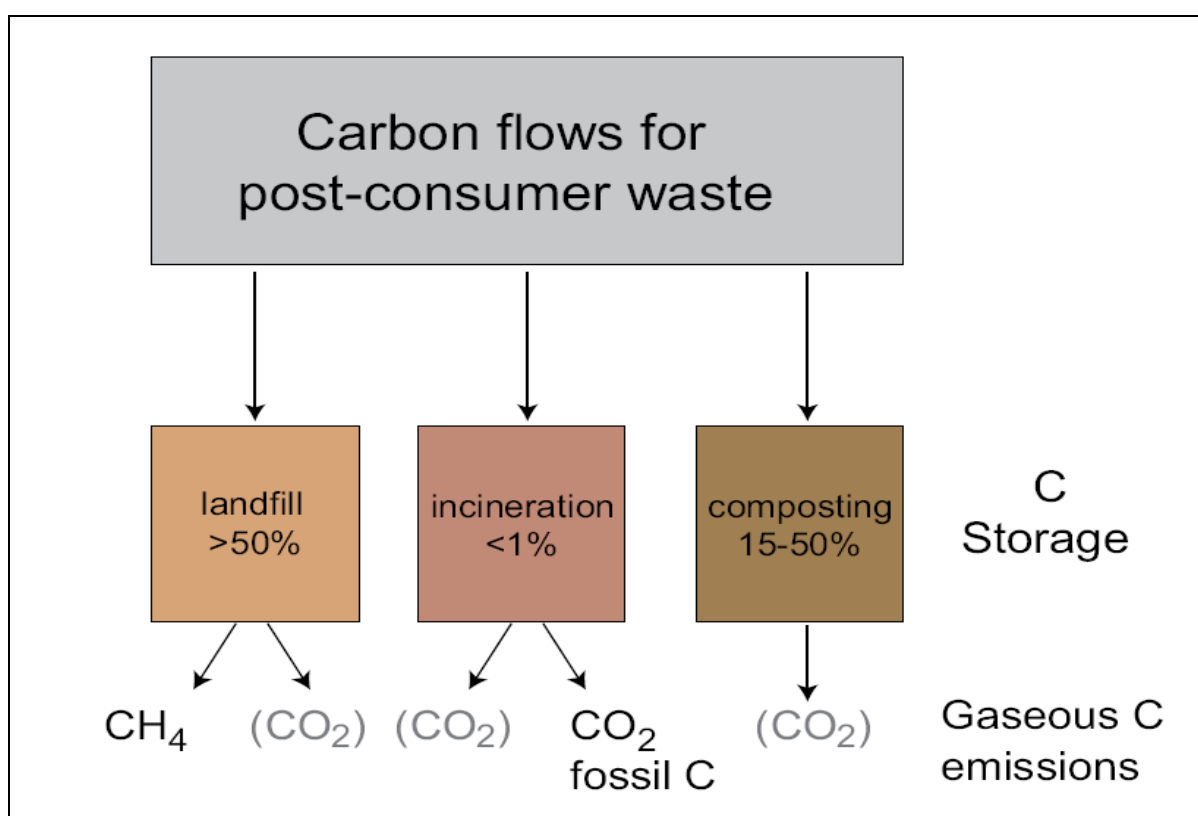 Carbon flows for
post-consumer waste
landfill
>50%
incineration
<1%
composting
15-50%
C
Storage
CH₄
(CO₂)
(CO₂)
CO₂
fossil C
(CO₂)
Gaseous C
emissions